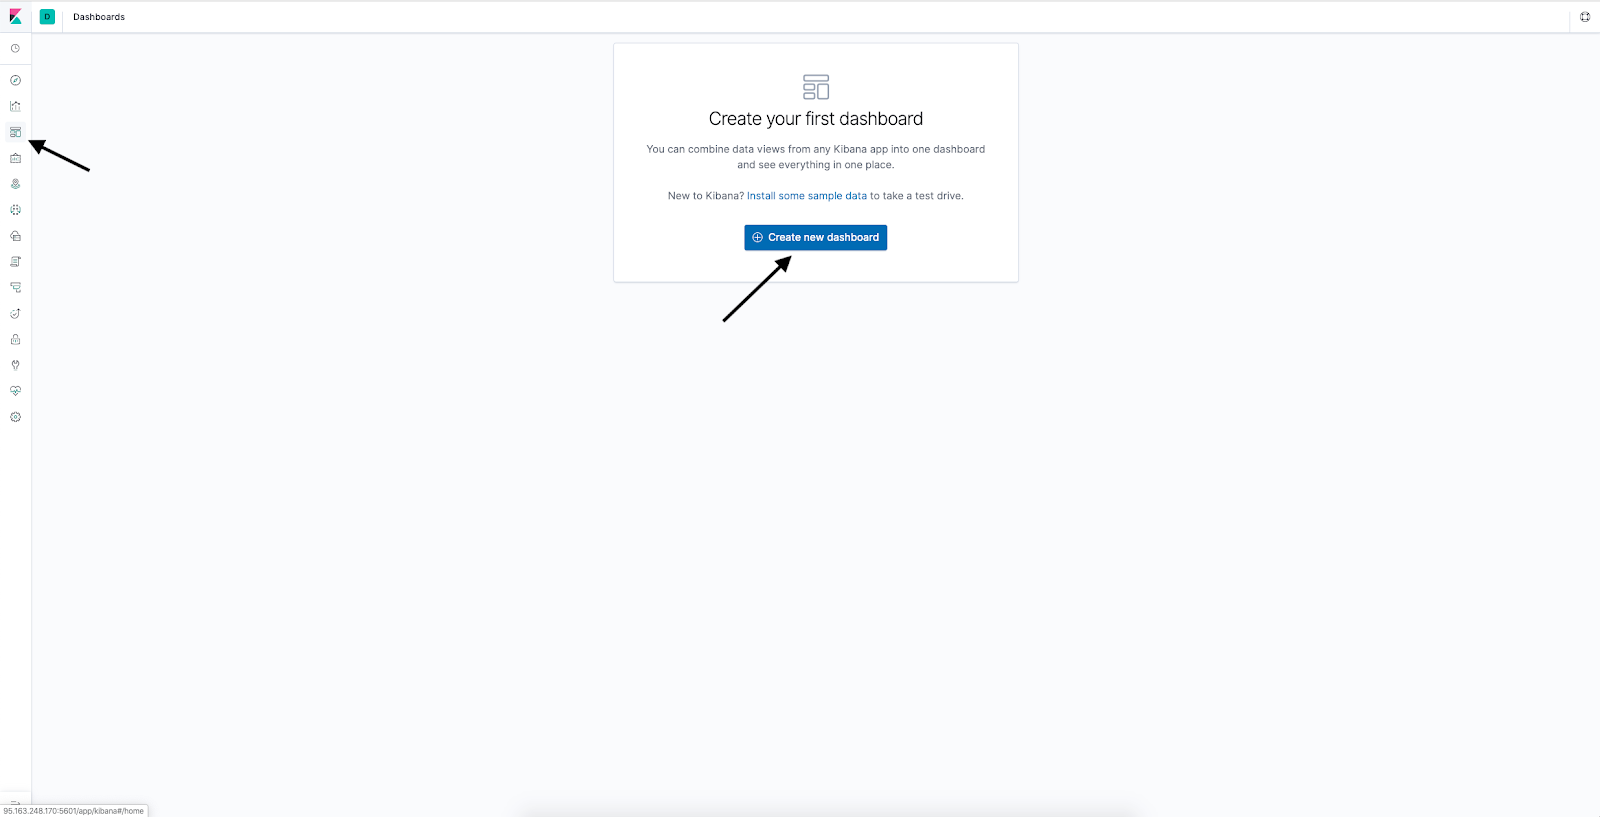 D Dashboards
Create your first dashboard
You can combine data views from any Kibana app into one dashboard
and see everything in one place.
New to Kibana? Install some sample data to take a test drive.
Create new dashboard
95.163.248.170:5601/app/kibana#/home